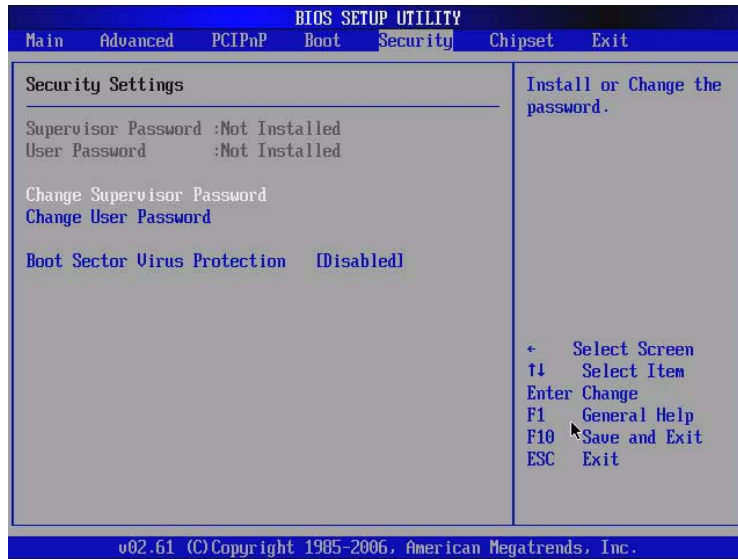 BIOS SETUP UTILITY
Main Advanced PCIPnP Boot Security Chipset Exit
Security Settings
Supervisor Password :Not Installed
User Password :Not Installed
Change Supervisor Password
Change User Password
Boot Sector Virus Protection [Disabled]
Install or Change the
password.
← Select Screen
↑↓ Select Item
Enter Change
F1 General Help
F10 Save and Exit
ESC Exit
v02.61 (C)Copyright 1985-2006, American Megatrends, Inc.